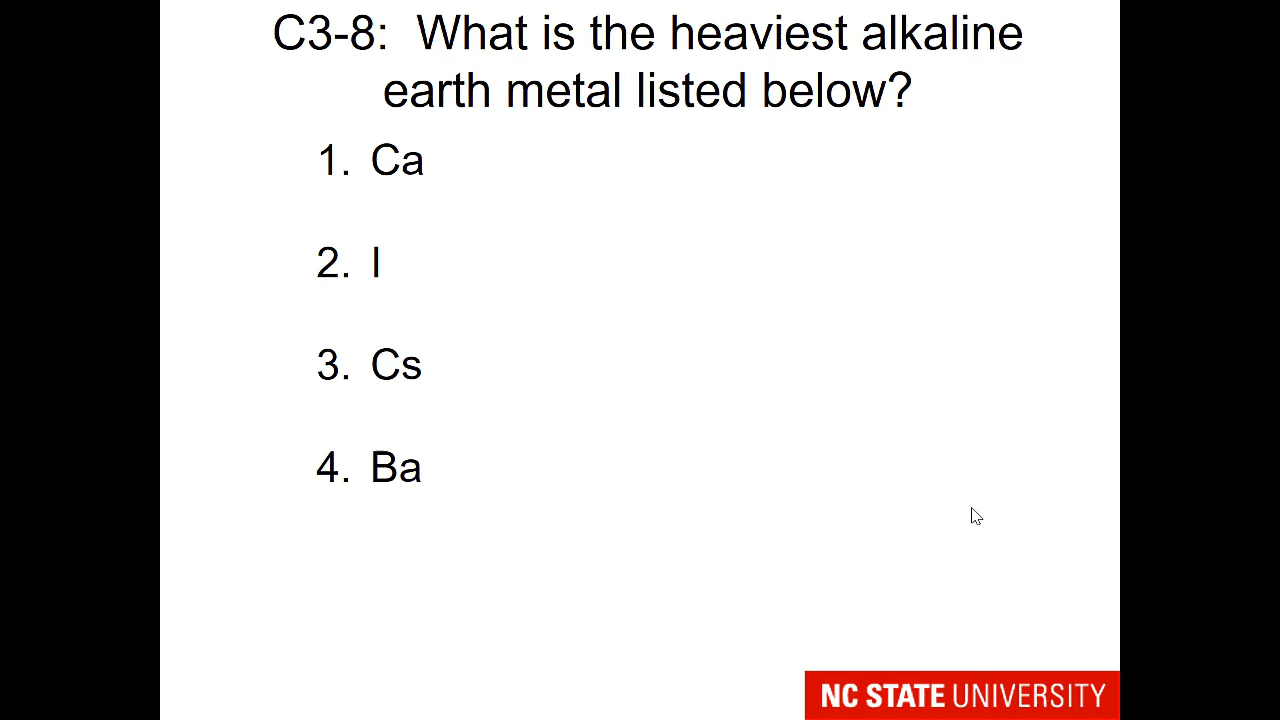 C3-8: What is the heaviest alkaline
earth metal listed below?
1. Ca
2. I
3. Cs
4. Ba
NC STATE UNIVERSITY